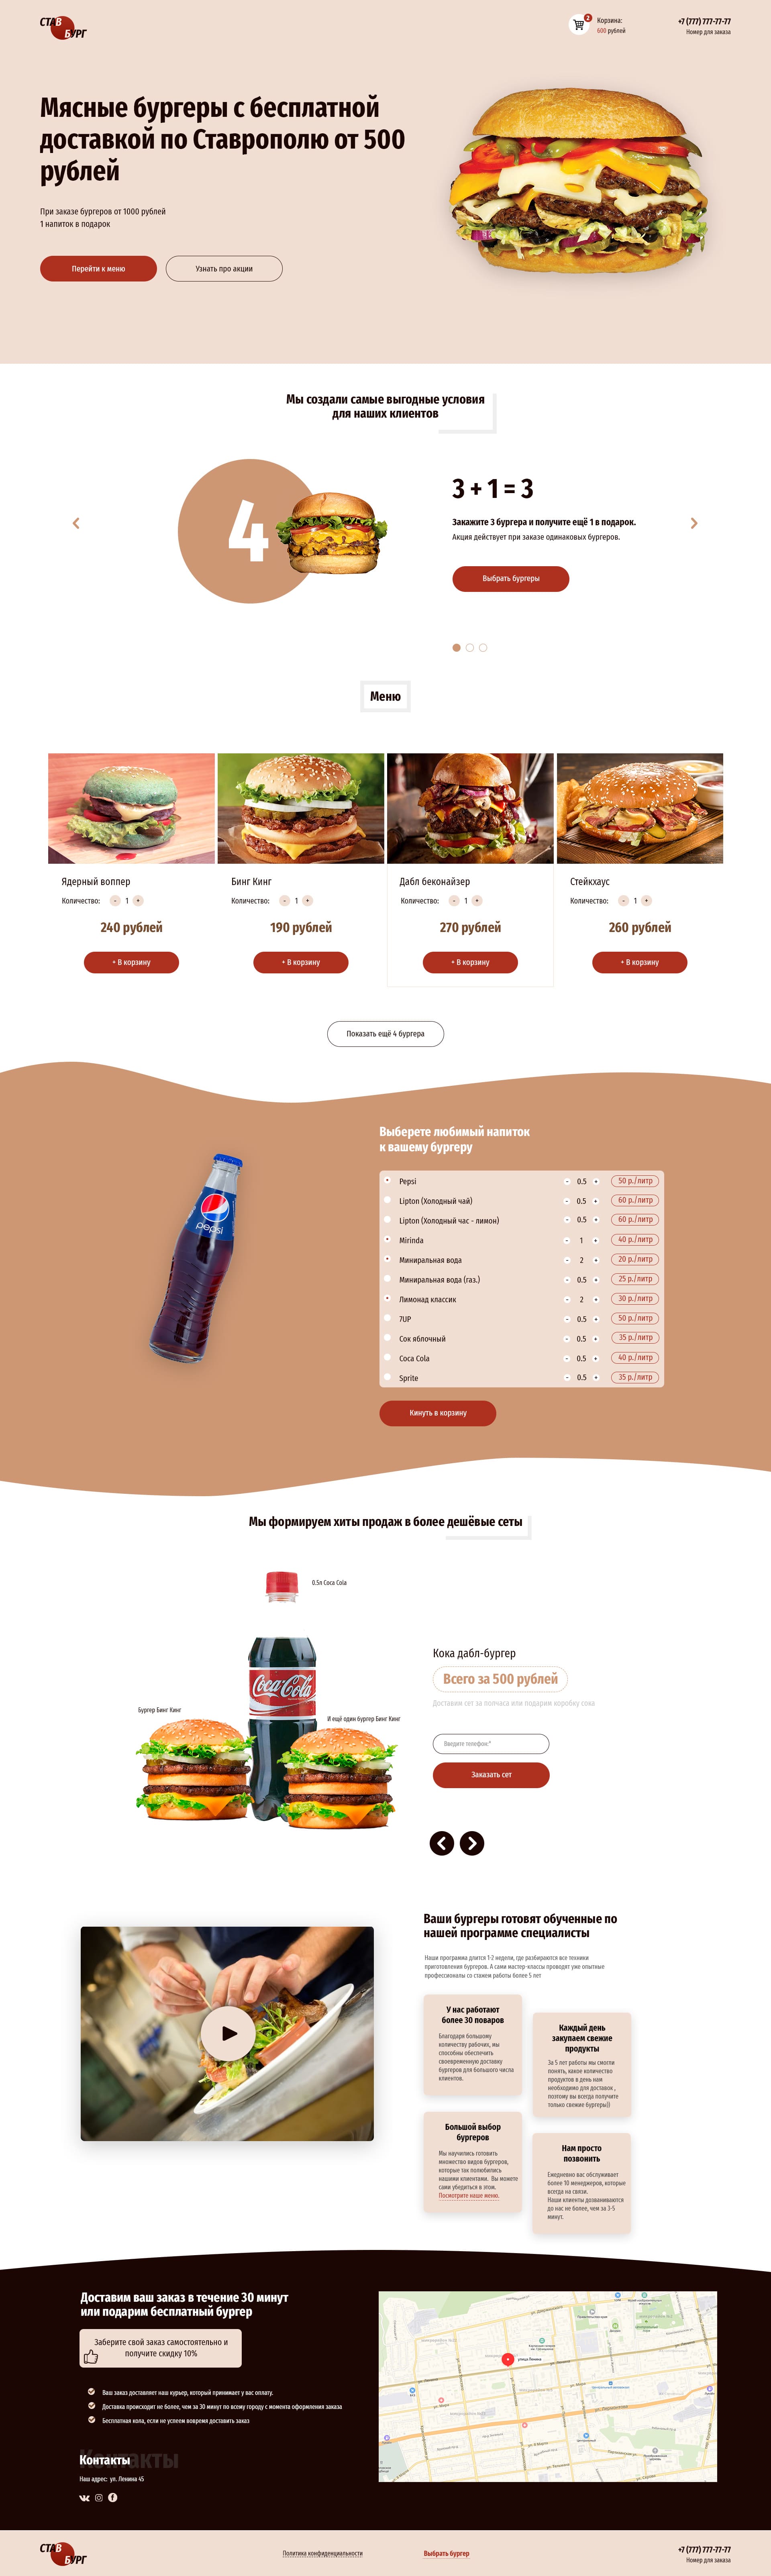 СТАВ
БУРГ
2
Корзина:
600 рублей
+7 (777) 777-77-77
Номер для заказа
Мясные бургеры с бесплатной
доставкой по Ставрополю от 500
рублей
При заказе бургеров от 1000 рублей
1 напиток в подарок
Перейти к меню
Узнать про акции
Мы создали самые выгодные условия
для наших клиентов
4
3 + 1 = 3
Закажите 3 бургера и получите ещё 1 в подарок.
Акция действует при заказе одинаковых бургеров.
Выбрать бургеры
Меню
Ядерный воппер
Количество: - 1 +
240 рублей
+ В корзину
Бинг Кинг
Количество: - 1 +
190 рублей
+ В корзину
Дабл беконайзер
Количество: - 1 +
270 рублей
+ В корзину
Стейкхаус
Количество: - 1 +
260 рублей
+ В корзину
Показать ещё 4 бургера
pepsi
Выберете любимый напиток
к вашему бургеру
Pepsi - 0.5 + 50 р./литр
Lipton (Холодный чай) - 0.5 + 60 р./литр
Lipton (Холодный час - лимон) - 0.5 + 60 р./литр
Mirinda - 1 + 40 р./литр
Миниральная вода - 2 + 20 р./литр
Миниральная вода (газ.) - 0.5 + 25 р./литр
Лимонад классик - 2 + 30 р./литр
7UP - 0.5 + 50 р./литр
Сок яблочный - 0.5 + 35 р./литр
Coca Cola - 0.5 + 40 р./литр
Sprite - 0.5 + 35 р./литр
Кинуть в корзину
Мы формируем хиты продаж в более дешёвые сеты
0.5л Coca Cola
Coca-Cola
Бургер Бинг Кинг
И ещё один бургер Бинг Кинг
Кока дабл-бургер
Всего за 500 рублей
Доставим сет за полчаса или подарим коробку сока
Введите телефон:*
Заказать сет
Ваши бургеры готовят обученные по
нашей программе специалисты
Наши программа длится 1-2 недели, где разбираются все техники
приготовления бургеров. А сами мастер-классы проводят уже опытные
профессионалы со стажем работы более 5 лет
У нас работают
более 30 поваров
Благодаря большому
количеству рабочих, мы
способны обеспечить
своевременную доставку
бургеров для большого числа
клиентов.
Каждый день
закупаем свежие
продукты
За 5 лет работы мы смогли
понять, какое количество
продуктов в день нам
необходимо для доставок ,
поэтому вы всегда получите
только свежие бургеры))
Большой выбор
бургеров
Мы научились готовить
множество видов бургеров,
которые так полюбились
нашими клиентами. Вы можете
сами убедиться в этом.
Посмотрите наше меню.
Нам просто
позвонить
Ежедневно вас обслуживает
более 10 менеджеров, которые
всегда на связи.
Наши клиенты дозваниваются
до нас не более, чем за 3-5
минут.
Доставим ваш заказ в течение 30 минут
или подарим бесплатный бургер
Заберите свой заказ самостоятельно и
получите скидку 10%
Ваш заказ доставляет наш курьер, который принимает у вас оплату.
Доставка происходит не более, чем за 30 минут по всему городу с момента оформления заказа
Бесплатная кола, если не успеем вовремя доставить заказ
Контакты
Контакты
Наш адрес: ул. Ленина 45
улица Ленина
СТАВ
БУРГ
Политика конфиденциальности
Выбрать бургер
+7 (777) 777-77-77
Номер для заказа